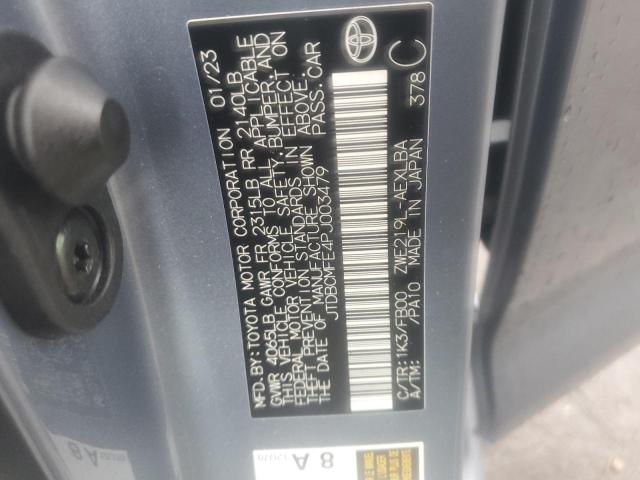 MFD. BY: TOYOTA MOTOR CORPORATION 01/23
GVWR 4065LB GAWR FR 2315LB RR 2140LB
THIS VEHICLE CONFORMS TO ALL APPLICABLE
FEDERAL MOTOR VEHICLE SAFETY, BUMPER, AND
THEFT PREVENTION STANDARDS IN EFFECT ON
THE DATE OF MANUFACTURE SHOWN
JTDBCMFE4PJ003479 PASS. CAR
C/TR: 1K3/FB00 ZWE219L-AEXLBA
A/TM: /PA10 MADE IN JAPAN 378 C
8 A
A 8